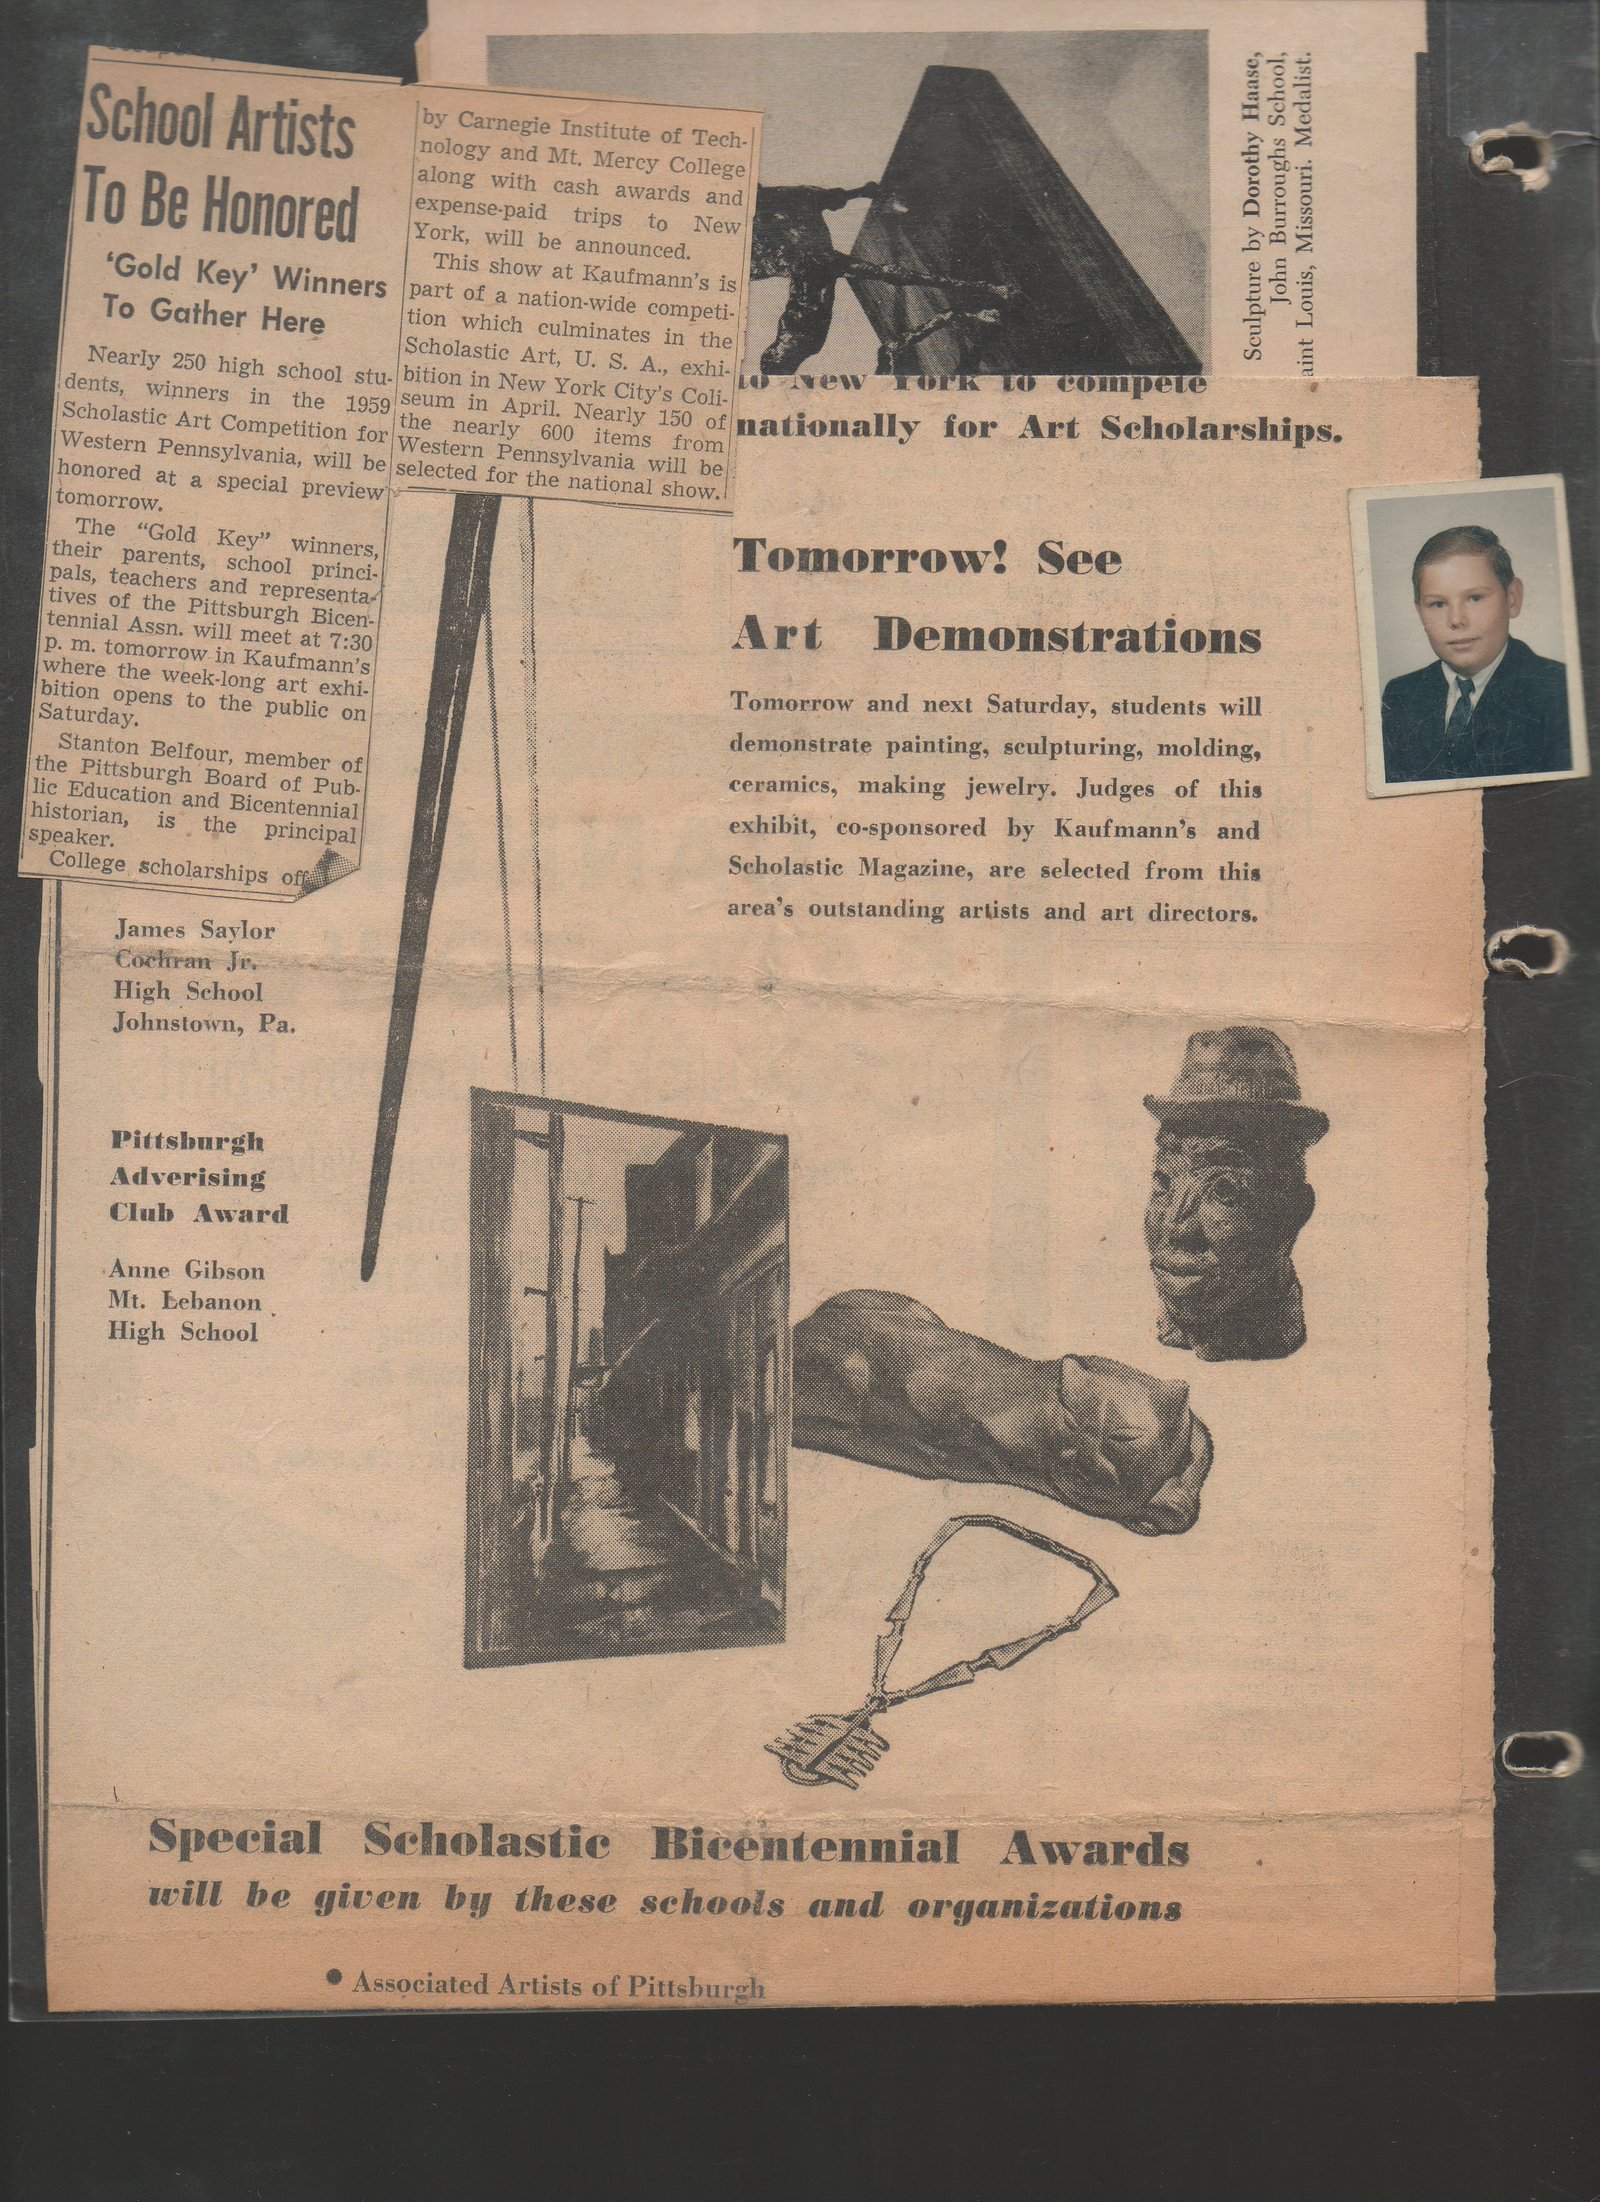 School Artists
To Be Honored
'Gold Key' Winners
To Gather Here
Nearly 250 high school stu-
dents, winners in the 1959
Scholastic Art Competition for
Western Pennsylvania, will be
honored at a special preview
tomorrow.
The "Gold Key" winners,
their parents, school princi-
pals, teachers and representa-
tives of the Pittsburgh Bicen-
tennial Assn. will meet at 7:30
p. m. tomorrow in Kaufmann's
where the week-long art exhi-
bition opens to the public on
Saturday.
Stanton Belfour, member of
the Pittsburgh Board of Pub-
lic Education and Bicentennial
historian, is the principal
speaker.
College scholarships off
by Carnegie Institute of Tech-
nology and Mt. Mercy College
along with cash awards and
expense-paid trips to New
York, will be announced.
This show at Kaufmann's is
part of a nation-wide competi-
tion which culminates in the
Scholastic Art, U. S. A., exhi-
bition in New York City's Coli-
seum in April. Nearly 150 of
the nearly 600 items from
Western Pennsylvania will be
selected for the national show.
Sculpture by Dorothy Haase,
John Burroughs School,
aint Louis, Missouri. Medalist.
to New York to compete
nationally for Art Scholarships.
Tomorrow! See
Art Demonstrations
Tomorrow and next Saturday, students will
demonstrate painting, sculpturing, molding,
ceramics, making jewelry. Judges of this
exhibit, co-sponsored by Kaufmann's and
Scholastic Magazine, are selected from this
area's outstanding artists and art directors.
James Saylor
Cochran Jr.
High School
Johnstown, Pa.
Pittsburgh
Adverising
Club Award
Anne Gibson
Mt. Lebanon
High School
Special Scholastic Bicentennial Awards
will be given by these schools and organizations
• Associated Artists of Pittsburgh